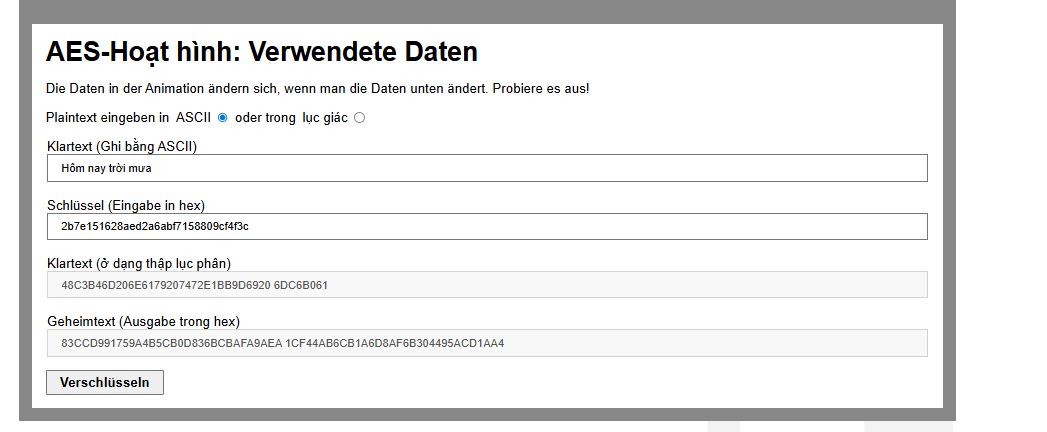 AES-Hoạt hình: Verwendete Daten
Die Daten in der Animation ändern sich, wenn man die Daten unten ändert. Probiere es aus!
Plaintext eingeben in ASCII oder trong lục giác
Klartext (Ghi bằng ASCII)
Hôm nay trời mưa
Schlüssel (Eingabe in hex)
2b7e151628aed2a6abf7158809cf4f3c
Klartext (ở dạng thập lục phân)
48C3B46D206E6179207472E1BB9D6920 6DC6B061
Geheimtext (Ausgabe trong hex)
83CCD991759A4B5CB0D836BCBAFA9AEA 1CF44AB6CB1A6D8AF6B304495ACD1AA4
Verschlüsseln